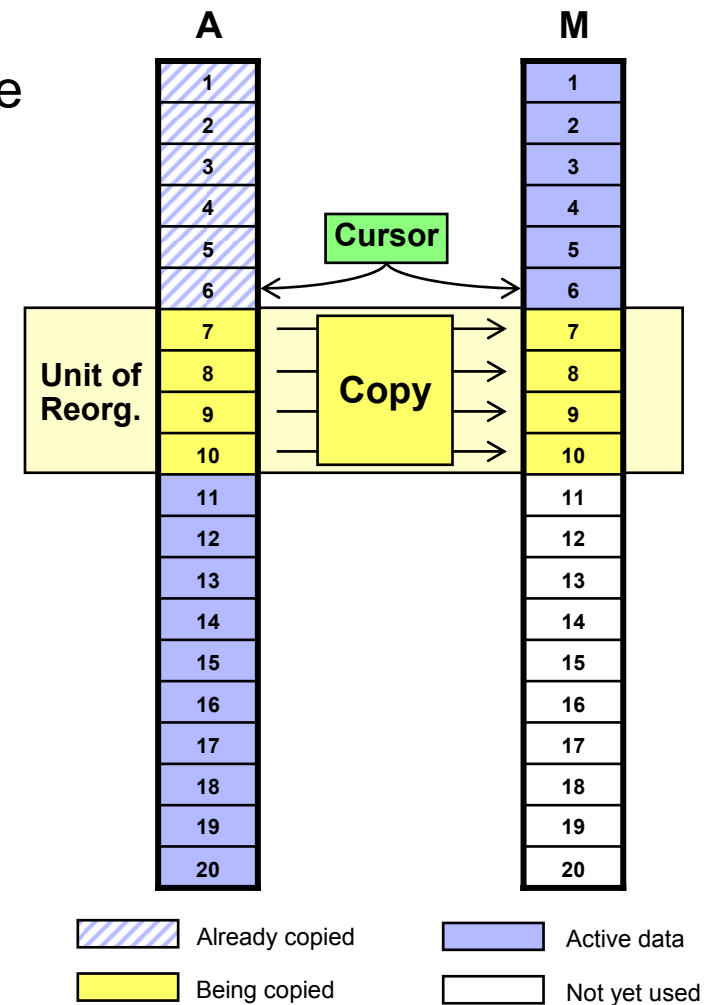 e
A M
1 1
2 2
3 3
4 4
Cursor
5 5
6 6
7 7
Unit of
Reorg.
8 8
Copy
9 9
10 10
11 11
12 12
13 13
14 14
15 15
16 16
17 17
18 18
19 19
20 20
Already copied Active data
Being copied Not yet used